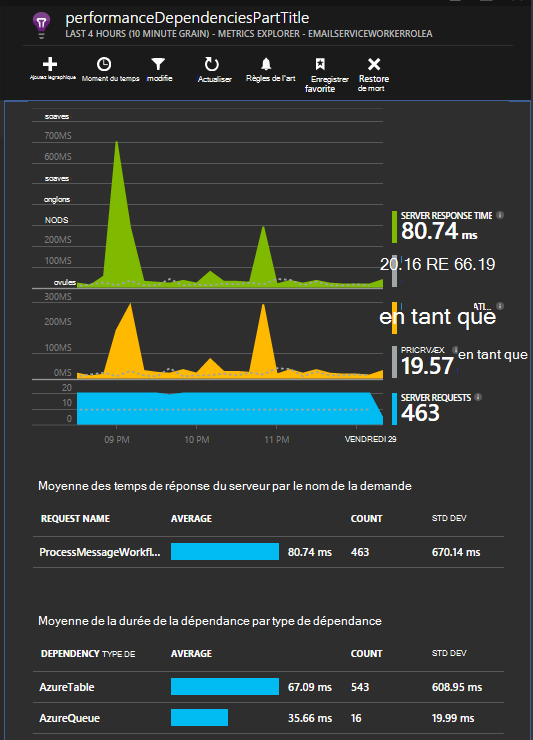 performanceDependenciesPartTitle
LAST 4 HOURS (10 MINUTE GRAIN) - METRICS EXPLORER - EMAILSERVICEWORKERROLEA
Ajoutez legraphique
Moment du temps
modifie
Actualiser
Règles de l'art
Enregistrer favorite
Restore de mort
soaves
700MS
600MS
soaves
onglons
NODS
200MS
100MS
ovules
SERVER RESPONSE TIME
80.74 ms
20.16 RE 66.19
300MS
200MS
100MS
0MS
en tant que
PRICRVÆX
19.57 en tant que
20
10
0
SERVER REQUESTS
463
09 PM
10 PM
11 PM
VENDREDI 29
Moyenne des temps de réponse du serveur par le nom de la demande
REQUEST NAME AVERAGE COUNT STD DEV
ProcessMessageWorkfl... 80.74 ms 463 670.14 ms
Moyenne de la durée de la dépendance par type de dépendance
DEPENDENCY TYPE DE AVERAGE COUNT STD DEV
AzureTable 67.09 ms 543 608.95 ms
AzureQueue 35.66 ms 16 19.99 ms